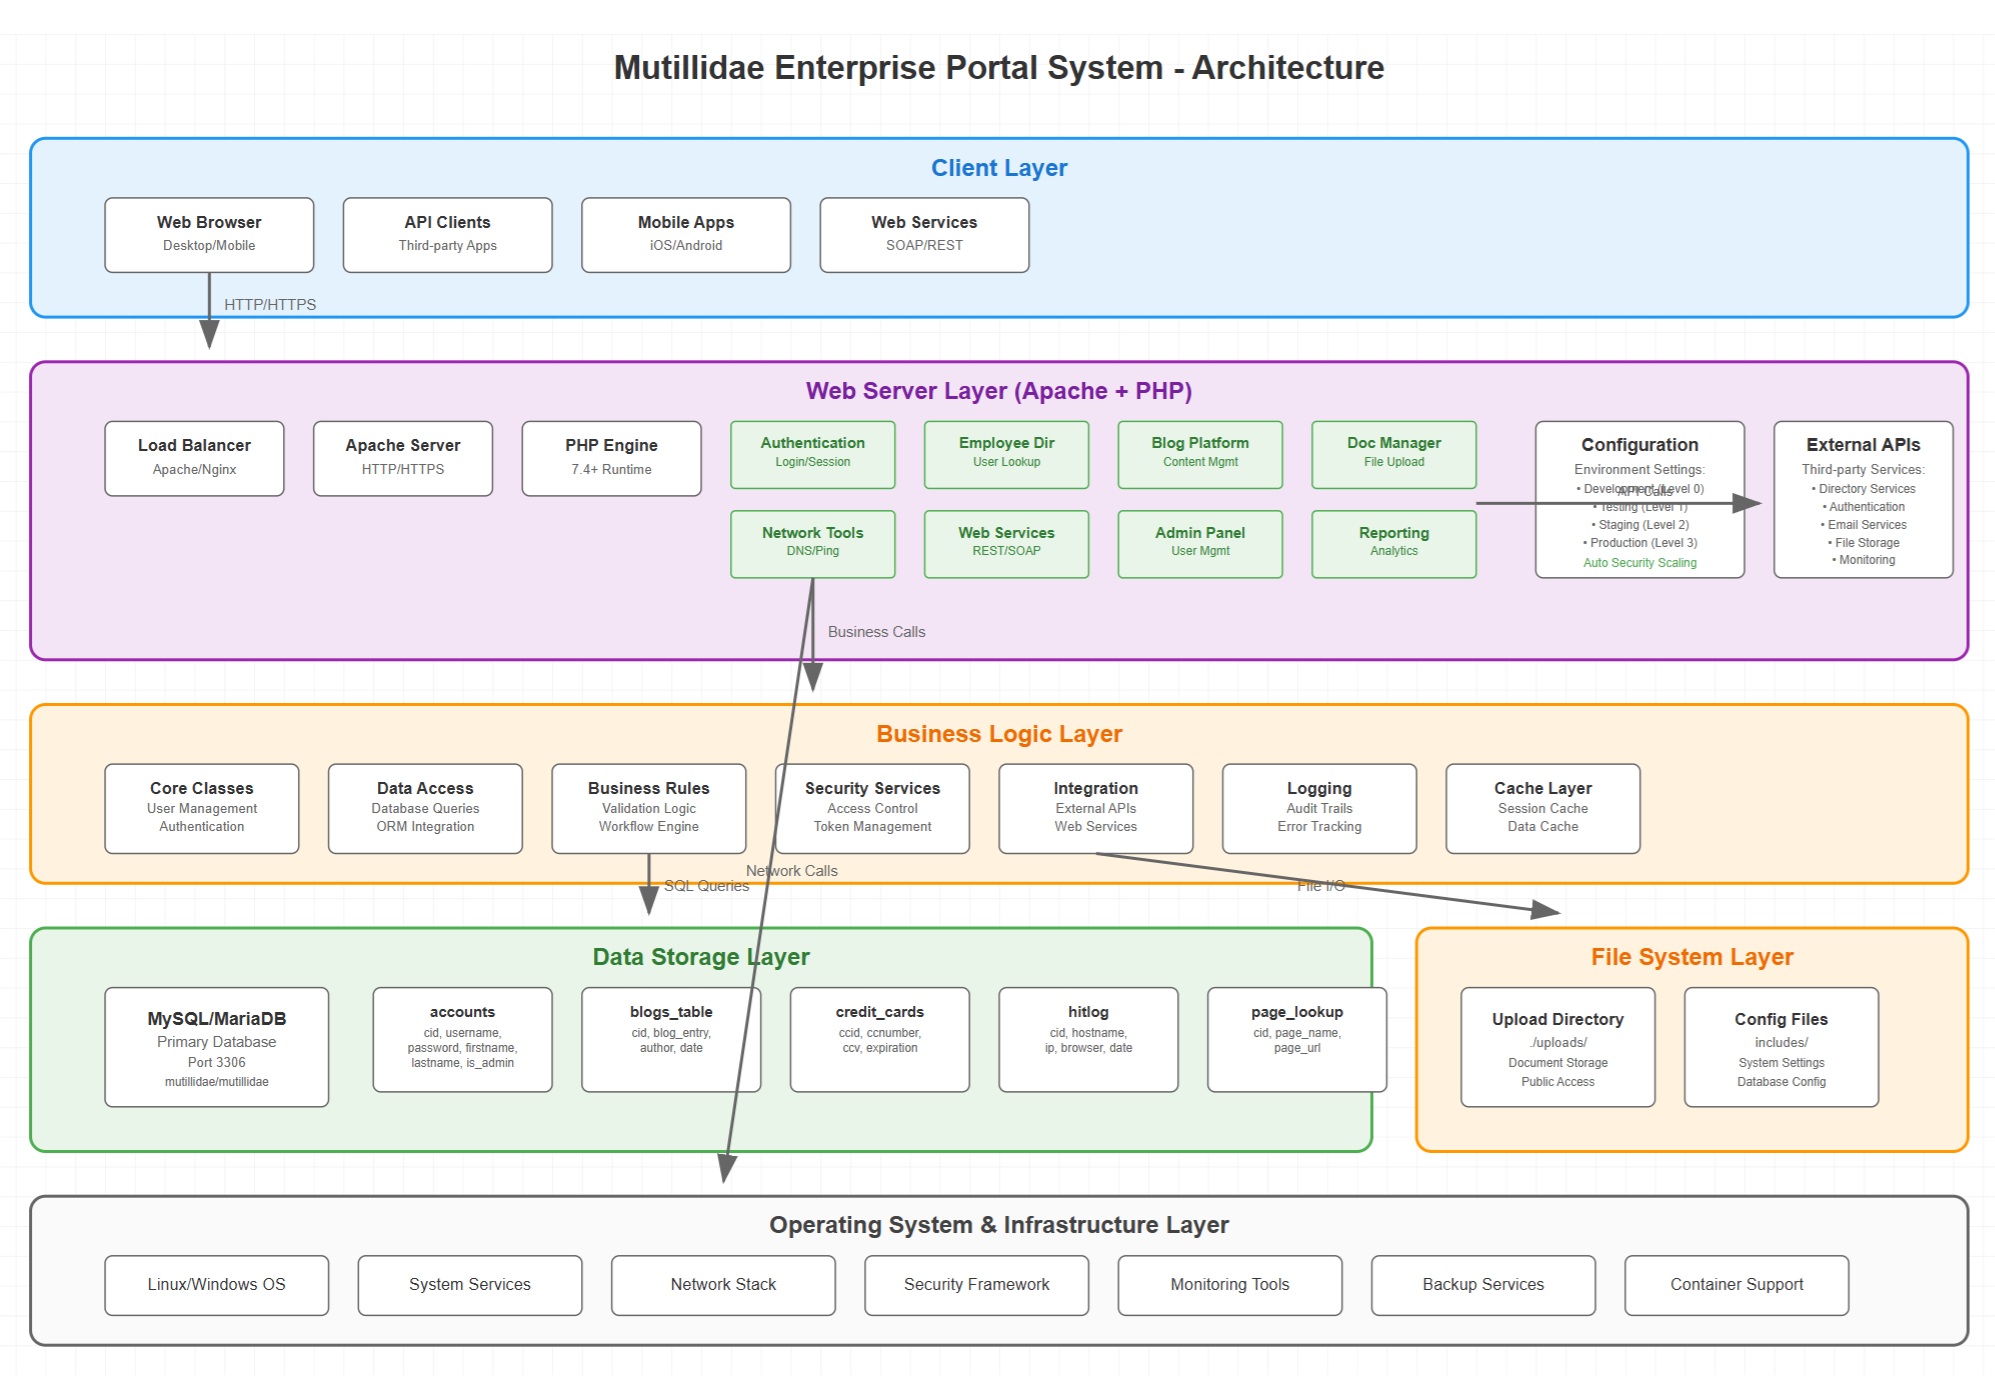 Mutillidae Enterprise Portal System - Architecture
Client Layer
Web Browser
Desktop/Mobile
API Clients
Third-party Apps
Mobile Apps
iOS/Android
Web Services
SOAP/REST
HTTP/HTTPS
Web Server Layer (Apache + PHP)
Load Balancer
Apache/Nginx
Apache Server
HTTP/HTTPS
PHP Engine
7.4+ Runtime
Authentication
Login/Session
Employee Dir
User Lookup
Blog Platform
Content Mgmt
Doc Manager
File Upload
Network Tools
DNS/Ping
Web Services
REST/SOAP
Admin Panel
User Mgmt
Reporting
Analytics
Configuration
Environment Settings:
• Development (Level 0)
API Calls
• Testing (Level 1)
• Staging (Level 2)
• Production (Level 3)
Auto Security Scaling
External APIs
Third-party Services:
• Directory Services
• Authentication
• Email Services
• File Storage
• Monitoring
Business Calls
Business Logic Layer
Core Classes
User Management
Authentication
Data Access
Database Queries
ORM Integration
Business Rules
Validation Logic
Workflow Engine
Security Services
Access Control
Token Management
Integration
External APIs
Web Services
Logging
Audit Trails
Error Tracking
Cache Layer
Session Cache
Data Cache
Network Calls
SQL Queries
File I/O
Data Storage Layer
MySQL/MariaDB
Primary Database
Port 3306
mutillidae/mutillidae
accounts
cid, username,
password, firstname,
lastname, is_admin
blogs_table
cid, blog_entry,
author, date
credit_cards
ccid, ccnumber,
ccv, expiration
hitlog
cid, hostname,
ip, browser, date
page_lookup
cid, page_name,
page_url
File System Layer
Upload Directory
./uploads/
Document Storage
Public Access
Config Files
includes/
System Settings
Database Config
Operating System & Infrastructure Layer
Linux/Windows OS
System Services
Network Stack
Security Framework
Monitoring Tools
Backup Services
Container Support